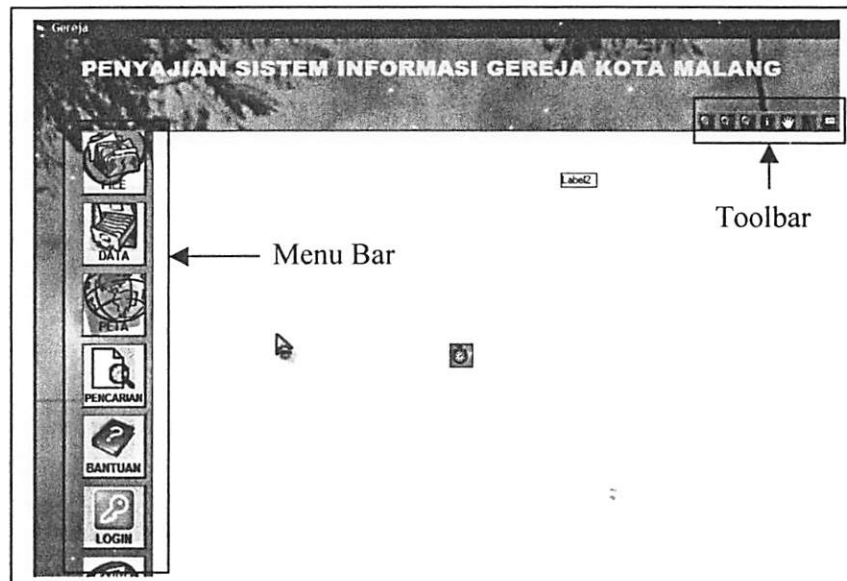 Gereja
PENYAJIAN SISTEM INFORMASI GEREJA KOTA MALANG
Label2
Toolbar
Menu Bar
FILE
DATA
PETA
PENCARIAN
BANTUAN
LOGIN